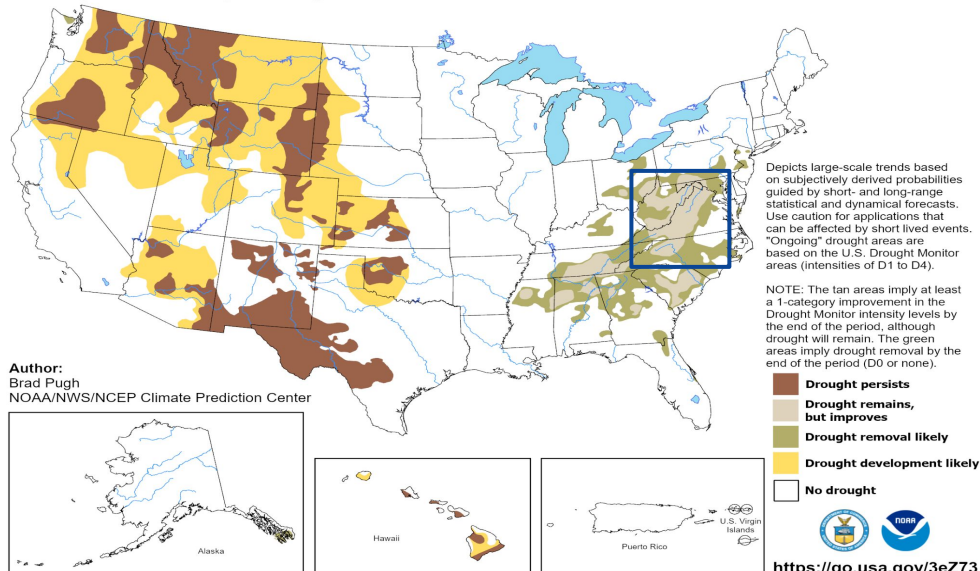 Depicts large-scale trends based
on subjectively derived probabilities
guided by short- and long-range
statistical and dynamical forecasts.
Use caution for applications that
can be affected by short lived events.
"Ongoing" drought areas are
based on the U.S. Drought Monitor
areas (intensities of D1 to D4).
NOTE: The tan areas imply at least
a 1-category improvement in the
Drought Monitor intensity levels by
the end of the period, although
drought will remain. The green
areas imply drought removal by the
end of the period (D0 or none).
Author:
Brad Pugh
NOAA/NWS/NCEP Climate Prediction Center
Drought persists
Drought remains,
but improves
Drought removal likely
Drought development likely
No drought
Alaska
Hawaii
Puerto Rico
U.S. Virgin
Islands
NOAA
https://go.usa.gov/3eZ73